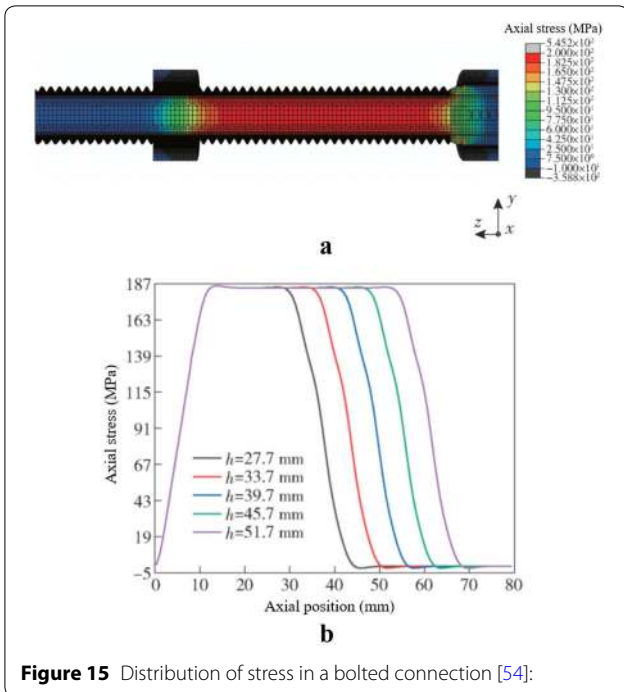 Axial stress (MPa)
5.452×10²
2.000×10²
1.825×10²
1.650×10²
1.475×10²
1.300×10²
1.125×10²
9.500×10¹
7.750×10¹
6.000×10¹
4.250×10¹
2.500×10¹
7.500×10⁰
−1.000×10¹
−3.588×10²
y
z
x
a
187
163
139
115
91
67
43
19
-5
Axial stress (MPa)
h=27.7 mm
h=33.7 mm
h=39.7 mm
h=45.7 mm
h=51.7 mm
0 10 20 30 40 50 60 70 80
Axial position (mm)
b
Figure 15 Distribution of stress in a bolted connection [54]: